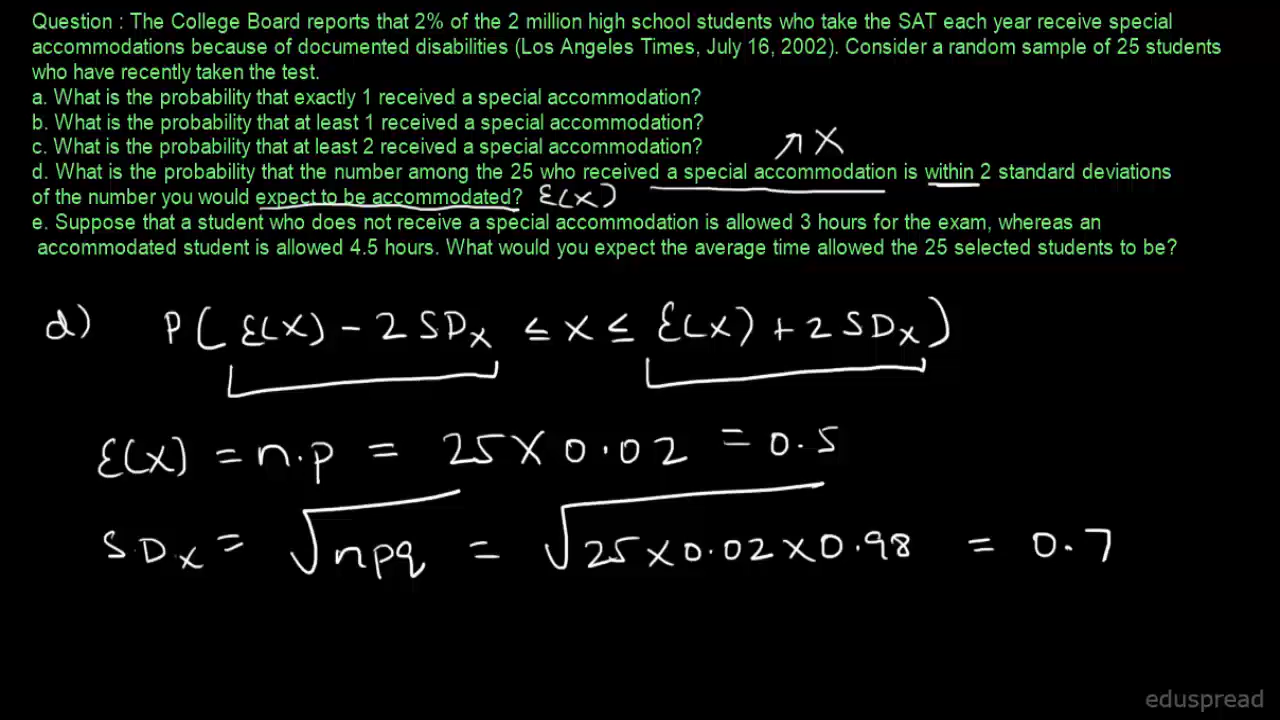 Question : The College Board reports that 2% of the 2 million high school students who take the SAT each year receive special
accommodations because of documented disabilities (Los Angeles Times, July 16, 2002). Consider a random sample of 25 students
who have recently taken the test.
a. What is the probability that exactly 1 received a special accommodation?
b. What is the probability that at least 1 received a special accommodation?
c. What is the probability that at least 2 received a special accommodation?
↗ X
d. What is the probability that the number among the 25 who received a special accommodation is within 2 standard deviations
of the number you would expect to be accommodated? E(X)
e. Suppose that a student who does not receive a special accommodation is allowed 3 hours for the exam, whereas an
accommodated student is allowed 4.5 hours. What would you expect the average time allowed the 25 selected students to be?
d) P( E(X) - 2 SDx ≤ X ≤ E(X) + 2 SDx )
E(X) = n.p = 25 X 0.02 = 0.5
S.D.x = √npq = √25 x 0.02 x 0.98 = 0.7
eduspread